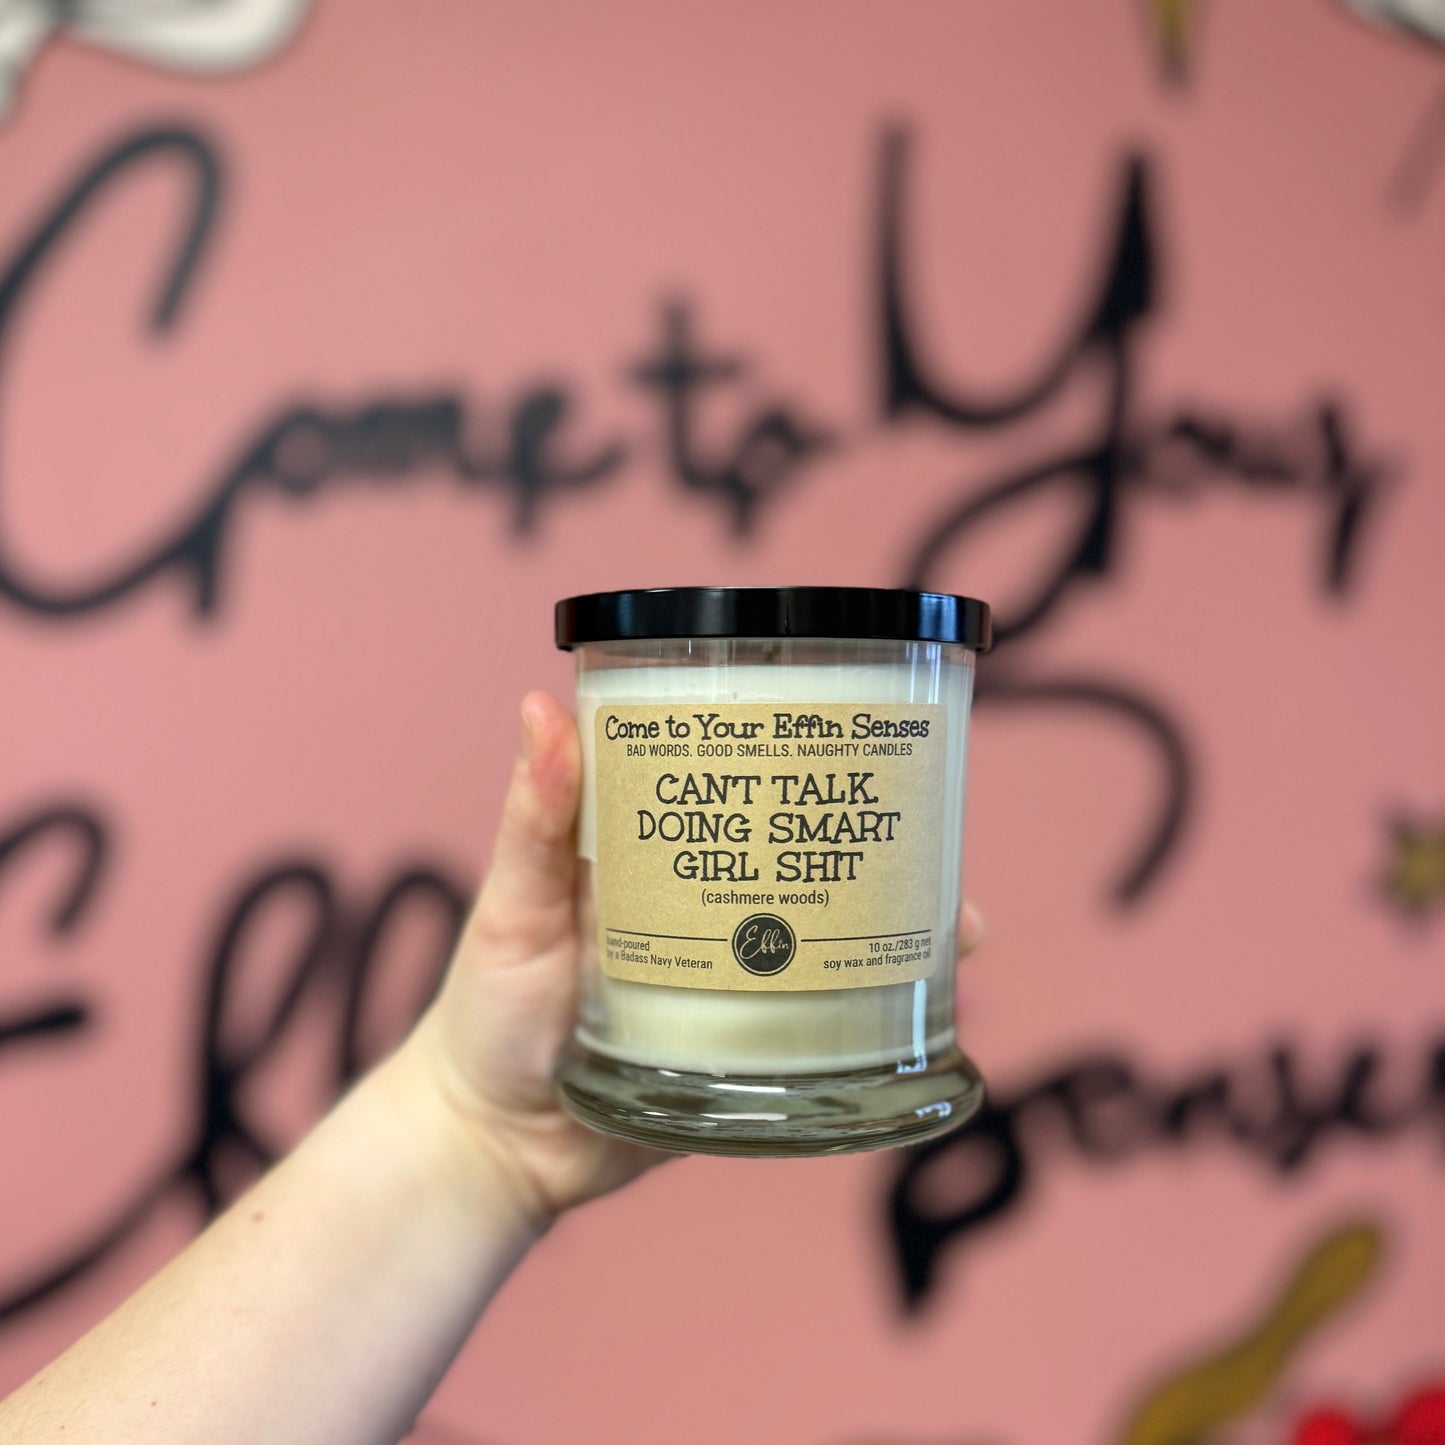 Come to Your
Effin Senses
Come to Your Effin Senses
BAD WORDS. GOOD SMELLS. NAUGHTY CANDLES
CAN'T TALK.
DOING SMART
GIRL SHIT
(cashmere woods)
Effin
hand-poured
by a Badass Navy Veteran
10 oz./283 g net
soy wax and fragrance oil